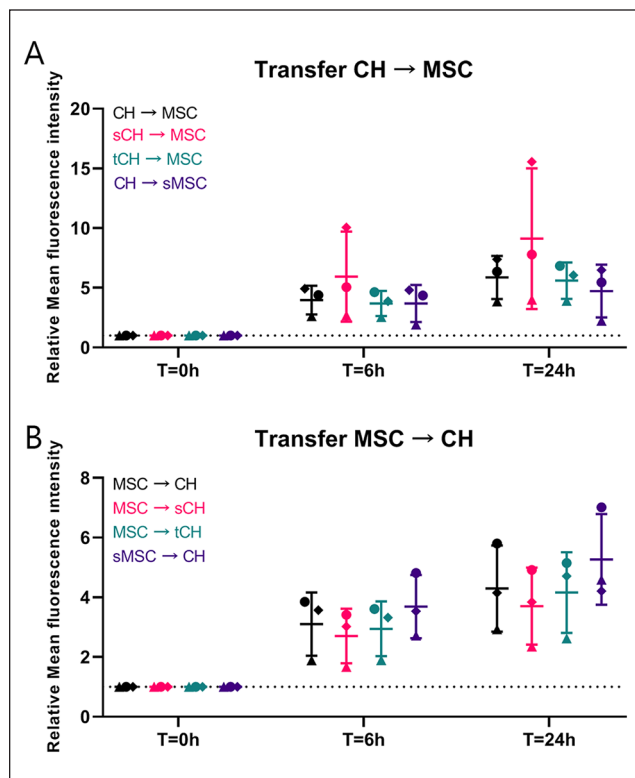 A
Transfer CH → MSC
Relative Mean fluorescence intensity
20
15
10
5
0
CH → MSC
sCH → MSC
tCH → MSC
CH → sMSC
T=0h T=6h T=24h
B
Transfer MSC → CH
Relative Mean fluorescence intensity
8
6
4
2
0
MSC → CH
MSC → sCH
MSC → tCH
sMSC → CH
T=0h T=6h T=24h